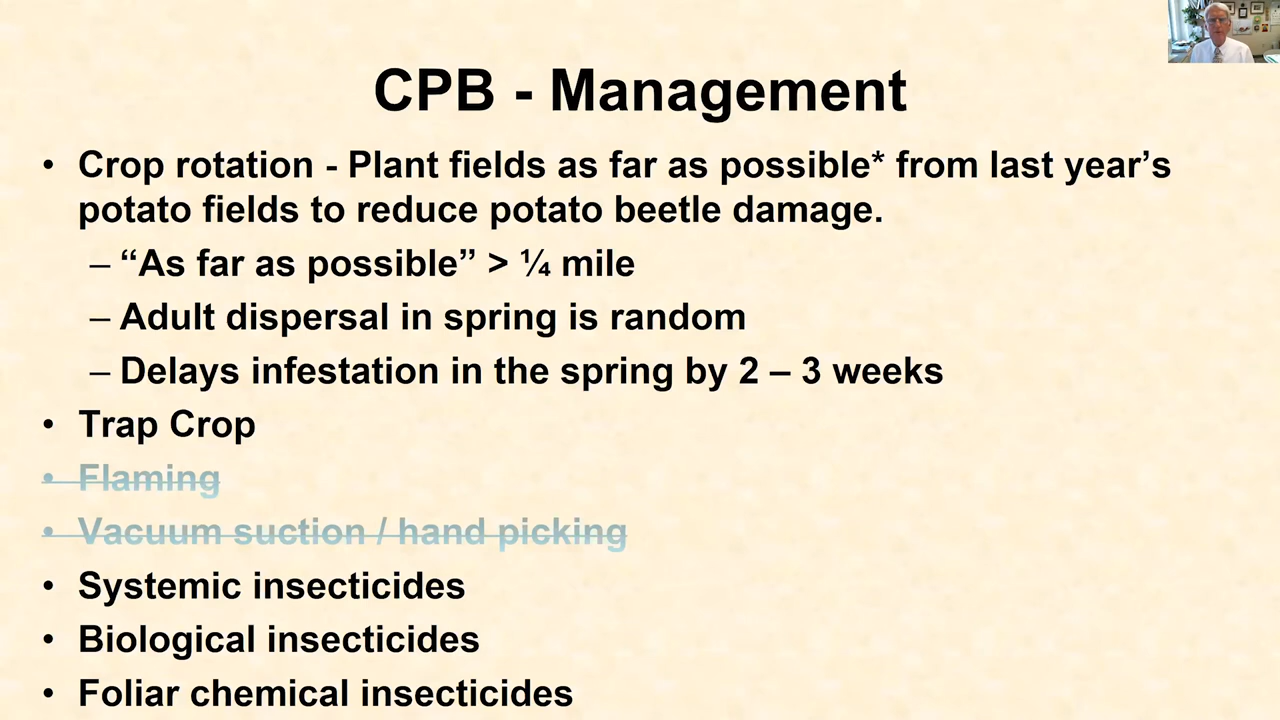 CPB - Management
• Crop rotation - Plant fields as far as possible* from last year’s
potato fields to reduce potato beetle damage.
– “As far as possible” > ¼ mile
– Adult dispersal in spring is random
– Delays infestation in the spring by 2 – 3 weeks
• Trap Crop
• Flaming
• Vacuum suction / hand picking
• Systemic insecticides
• Biological insecticides
• Foliar chemical insecticides